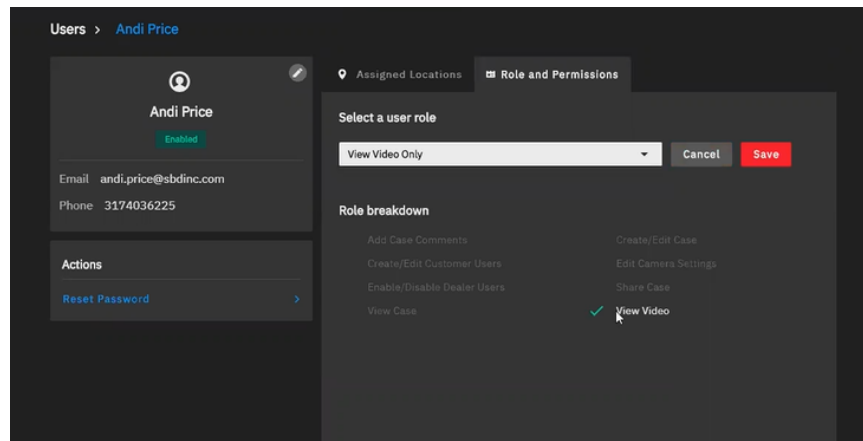 Users > Andi Price
Andi Price
Enabled
Email andi.price@sbdinc.com
Phone 3174036225
Actions
Reset Password >
Assigned Locations
Role and Permissions
Select a user role
View Video Only
Cancel
Save
Role breakdown
Add Case Comments
Create/Edit Case
Create/Edit Customer Users
Edit Camera Settings
Enable/Disable Dealer Users
Share Case
View Case
View Video